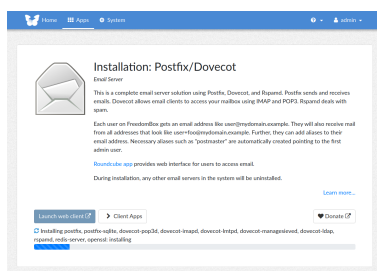 Home Apps System admin
Installation: Postfix/Dovecot
Email Server
This is a complete email server solution using Postfix, Dovecot, and Rspamd. Postfix sends and receives
emails. Dovecot allows email clients to access your mailbox using IMAP and POP3. Rspamd deals with
spam.
Each user on FreedomBox gets an email address like user@mydomain.example. They will also receive mail
from all addresses that look like user+foo@mydomain.example. Further, they can add aliases to their
email address. Necessary aliases such as "postmaster" are automatically created pointing to the first
admin user.
Roundcube app provides web interface for users to access email.
During installation, any other email servers in the system will be uninstalled.
Learn more...
Launch web client Client Apps Donate
Installing postfix, postfix-sqlite, dovecot-pop3d, dovecot-imapd, dovecot-lmtpd, dovecot-managesieved, dovecot-ldap,
rspamd, redis-server, openssl: installing